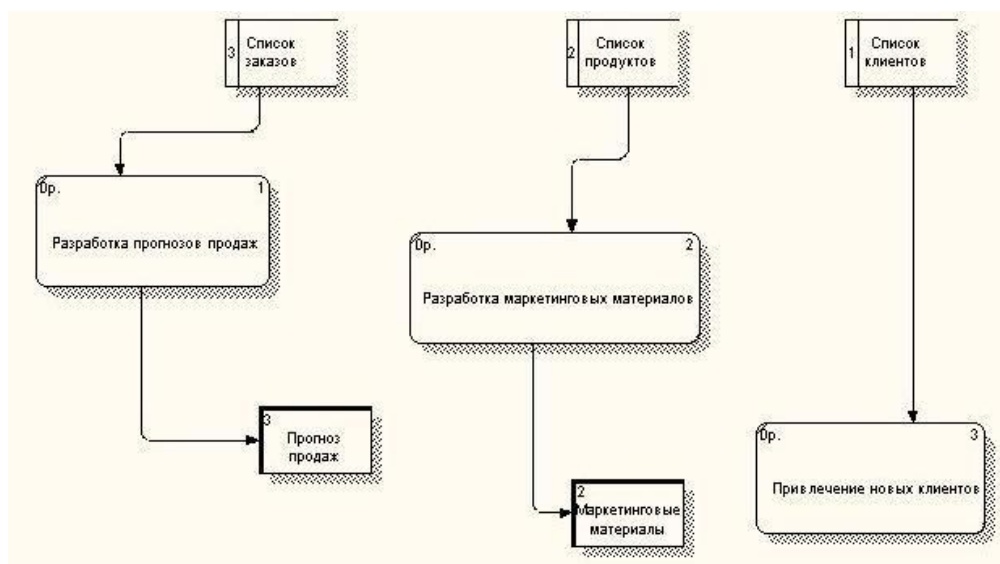 3
Список
заказов
2
Список
продуктов
1
Список
клиентов
0р.
1
Разработка прогнозов продаж
0р.
2
Разработка маркетинговых материалов
3
Прогноз
продаж
0р.
3
Привлечение новых клиентов
2
Маркетинговые
материалы